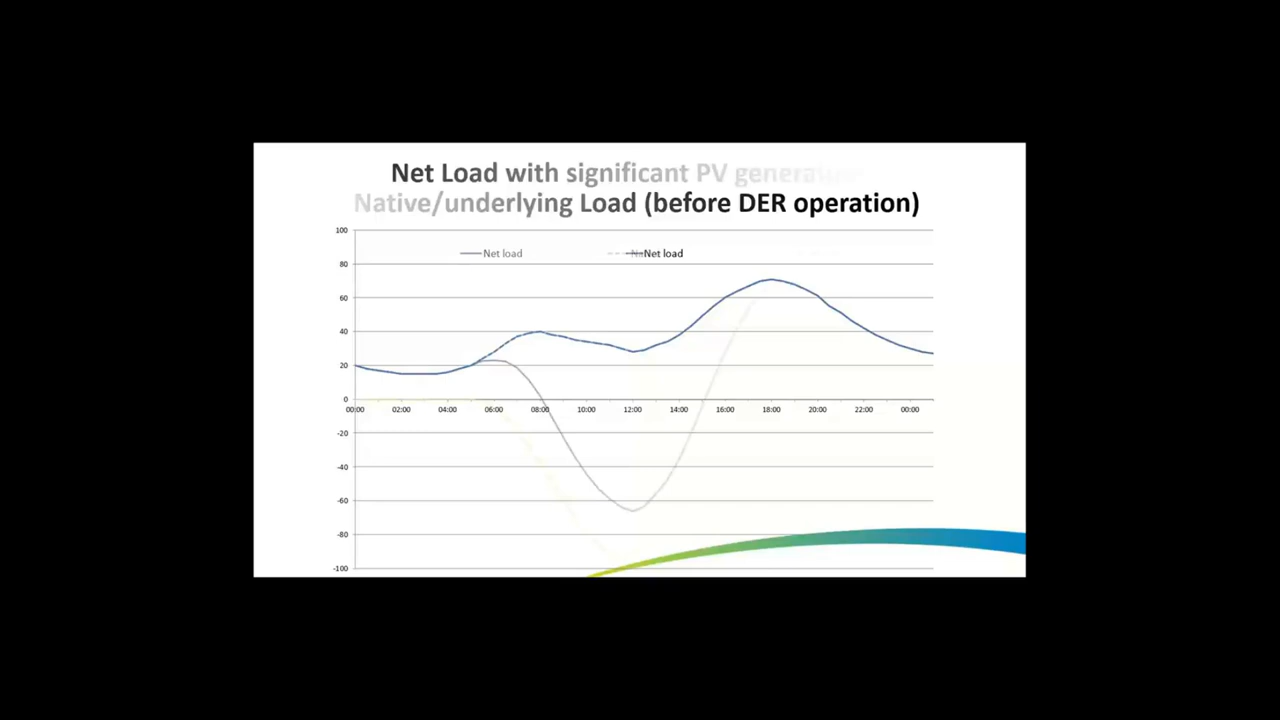 Net Load with significant PV generation
Native/underlying Load (before DER operation)
100
Net load
Net load
80
60
40
20
0
00:00 02:00 04:00 06:00 08:00 10:00 12:00 14:00 16:00 18:00 20:00 22:00 00:00
-20
-40
-60
-80
-100